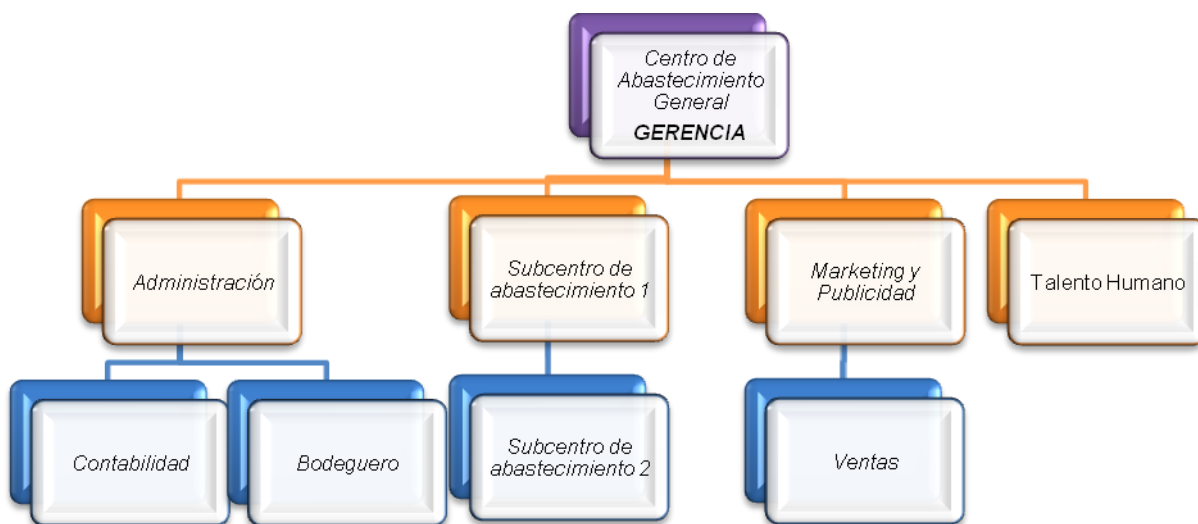 Centro de
Abastecimiento
General
GERENCIA
Administración
Subcentro de
abastecimiento 1
Marketing y
Publicidad
Talento Humano
Contabilidad
Bodeguero
Subcentro de
abastecimiento 2
Ventas